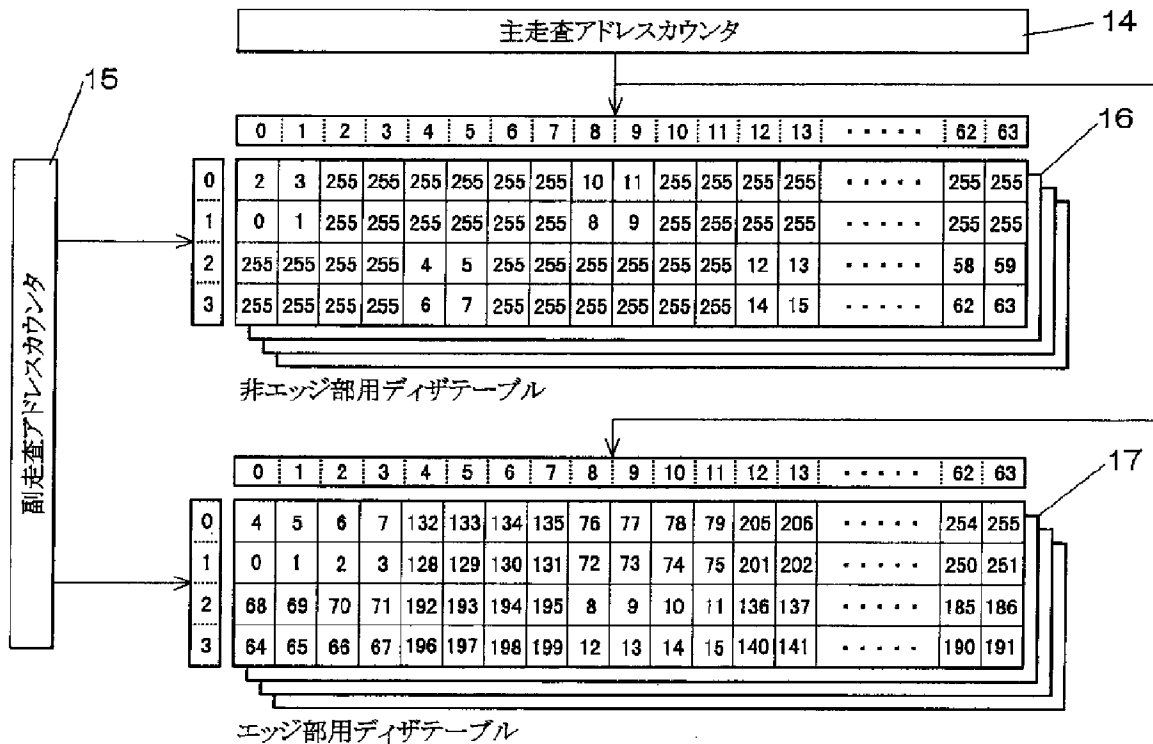 主走査アドレスカウンタ
14
15
副走査アドレスカウンタ
0 1 2 3 4 5 6 7 8 9 10 11 12 13 ・・・・・ 62 63
16
0 2 3 255 255 255 255 255 255 10 11 255 255 255 255 ・・・・・ 255 255
1 0 1 255 255 255 255 255 255 8 9 255 255 255 255 ・・・・・ 255 255
2 255 255 255 255 4 5 255 255 255 255 255 255 12 13 ・・・・・ 58 59
3 255 255 255 255 6 7 255 255 255 255 255 255 14 15 ・・・・・ 62 63
非エッジ部用ディザテーブル
0 1 2 3 4 5 6 7 8 9 10 11 12 13 ・・・・・ 62 63
17
0 4 5 6 7 132 133 134 135 76 77 78 79 205 206 ・・・・・ 254 255
1 0 1 2 3 128 129 130 131 72 73 74 75 201 202 ・・・・・ 250 251
2 68 69 70 71 192 193 194 195 8 9 10 11 136 137 ・・・・・ 185 186
3 64 65 66 67 196 197 198 199 12 13 14 15 140 141 ・・・・・ 190 191
エッジ部用ディザテーブル